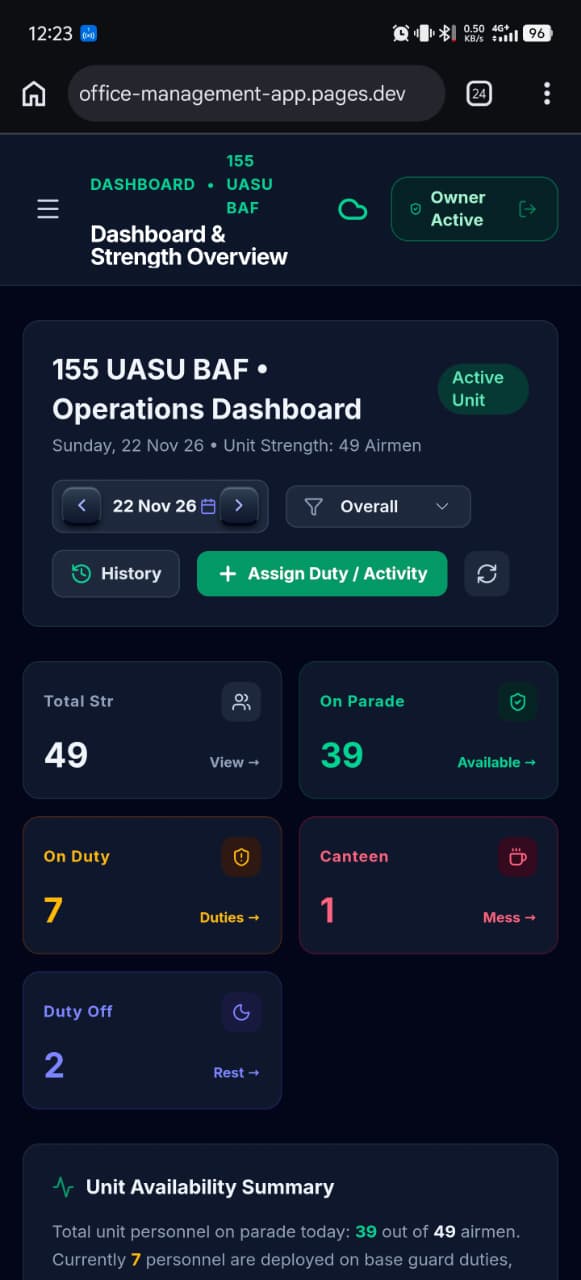 12:23
0.50 KB/s
4G+
96
office-management-app.pages.dev
24
DASHBOARD • 155 UASU BAF
Dashboard &
Strength Overview
Owner
Active
155 UASU BAF •
Operations Dashboard
Active
Unit
Sunday, 22 Nov 26 • Unit Strength: 49 Airmen
22 Nov 26
Overall
History
+ Assign Duty / Activity
Total Str
49
View →
On Parade
39
Available →
On Duty
7
Duties →
Canteen
1
Mess →
Duty Off
2
Rest →
Unit Availability Summary
Total unit personnel on parade today: 39 out of 49 airmen.
Currently 7 personnel are deployed on base guard duties,